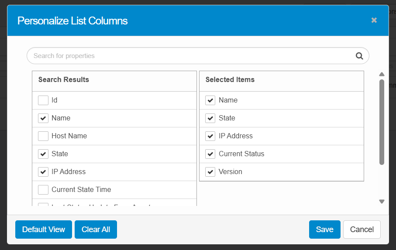 Personalize List Columns
×
Search for properties
Search Results
Selected Items
Id
Name
Host Name
State
IP Address
Current State Time
Name
State
IP Address
Current Status
Version
Default View
Clear All
Save
Cancel